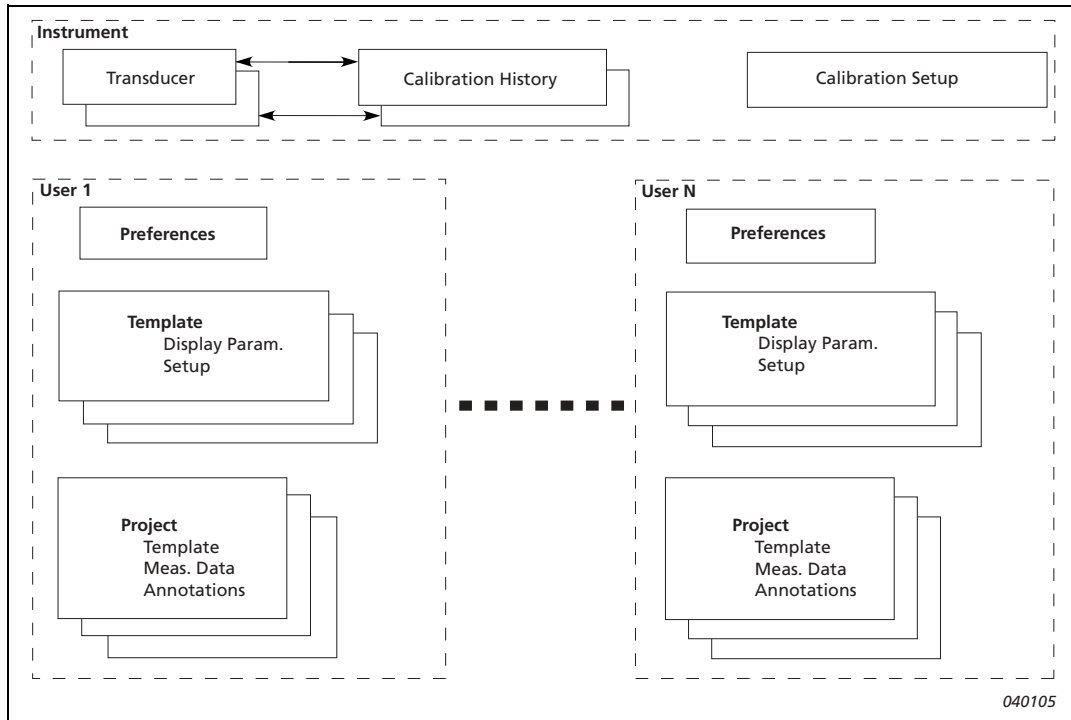 Instrument
Transducer
Calibration History
Calibration Setup
User 1
Preferences
Template
Display Param.
Setup
Project
Template
Meas. Data
Annotations
User N
Preferences
Template
Display Param.
Setup
Project
Template
Meas. Data
Annotations
040105